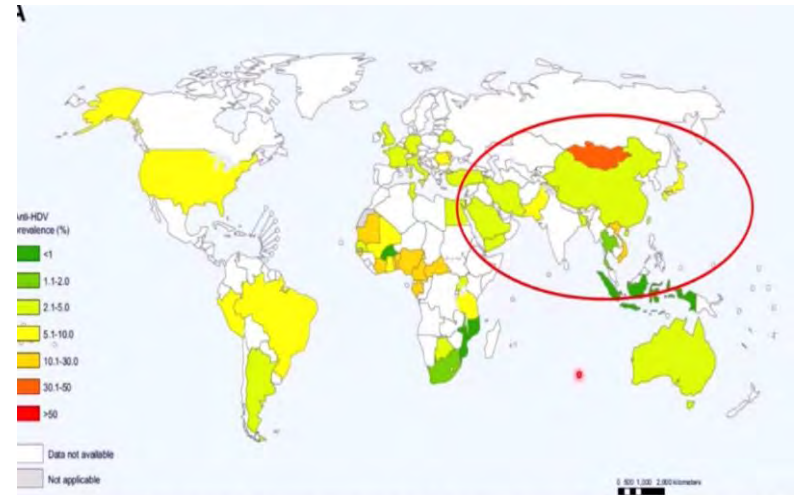 A
Anti-HDV
prevalence (%)
<1
1.1-2.0
2.1-5.0
5.1-10.0
10.1-30.0
30.1-50
>50
Data not available
Not applicable
0 500 1,000 2,000 kilometers